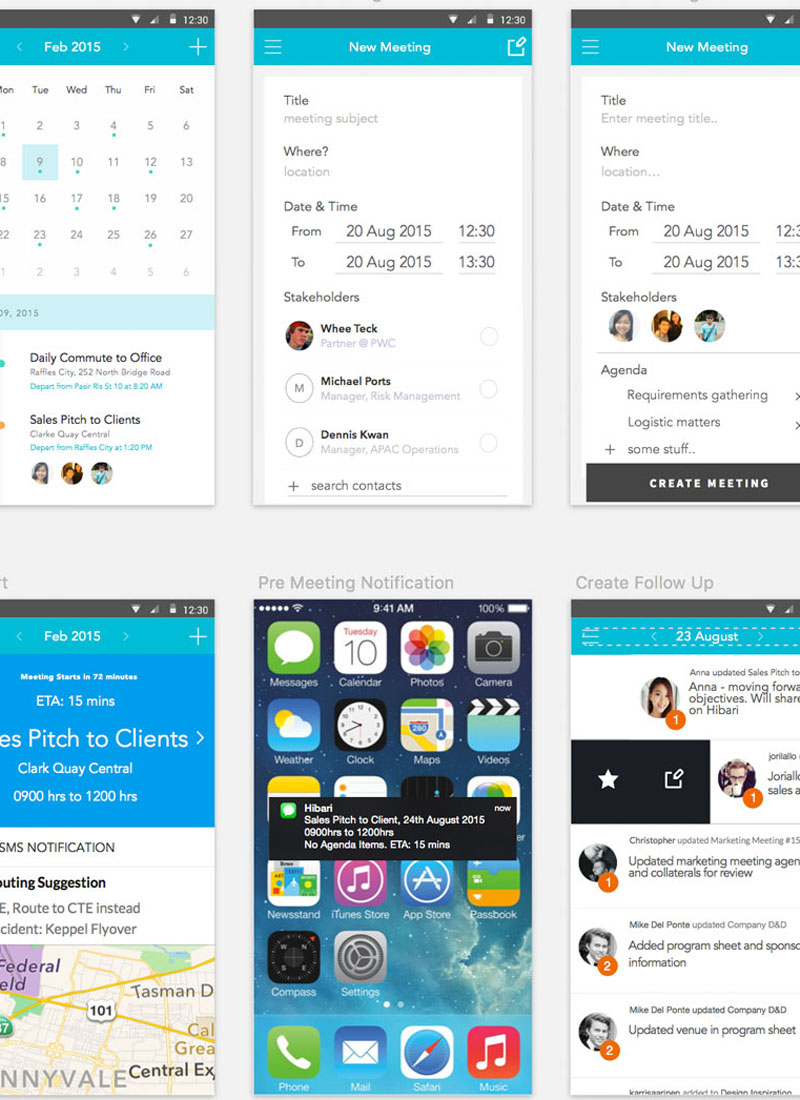 12:30
Feb 2015
Tue Wed Thu Fri Sat
2 3 4 5 6
9 10 11 12 13
16 17 18 19 20
23 24 25 26 27
2 3 4 5 6
09, 2015
Daily Commute to Office
Raffles City, 252 North Bridge Road
Depart from Pasir Ris St 10 at 8:20 AM
Sales Pitch to Clients
Clarke Quay Central
Depart from Raffles City at 1:20 PM
12:30
New Meeting
Title
meeting subject
Where?
location
Date & Time
From 20 Aug 2015 12:30
To 20 Aug 2015 13:30
Stakeholders
Whee Teck
Partner @ PWC
M
Michael Ports
Manager, Risk Management
D
Dennis Kwan
Manager, APAC Operations
+ search contacts
New Meeting
Title
Enter meeting title..
Where
location...
Date & Time
From 20 Aug 2015 12:3
To 20 Aug 2015 13:3
Stakeholders
Agenda
Requirements gathering
Logistic matters
+ some stuff..
CREATE MEETING
12:30
Feb 2015
Meeting Starts in 72 minutes
ETA: 15 mins
es Pitch to Clients
Clark Quay Central
0900 hrs to 1200 hrs
SMS NOTIFICATION
outing Suggestion
E, Route to CTE instead
cident: Keppel Flyover
Federal
eld
Tasman D
101
Cal
Grea
Central Ex
NNYVALE
Pre Meeting Notification
9:41 AM 100%
Tuesday
10
Messages Calendar Photos Camera
280
Weather Clock Maps Videos
Hibari now
Sales Pitch to Client, 24th August 2015
0900hrs to 1200hrs
No Agenda Items. ETA: 15 mins
Newsstand iTunes Store App Store Passbook
Compass Settings
Phone Mail Safari Music
Create Follow Up
23 August
Anna updated Sales Pitch to
Anna - moving forwa
objectives. Will share
on Hibari
1
jorilallo
Joriallo
sales a
1
Christopher updated Marketing Meeting #15
Updated marketing meeting agen
and collaterals for review
1
Mike Del Ponte updated Company D&D
Added program sheet and sponso
information
2
Mike Del Ponte updated Company D&D
Updated venue in program sheet
2
karrisaarinen added to Design Inspiration